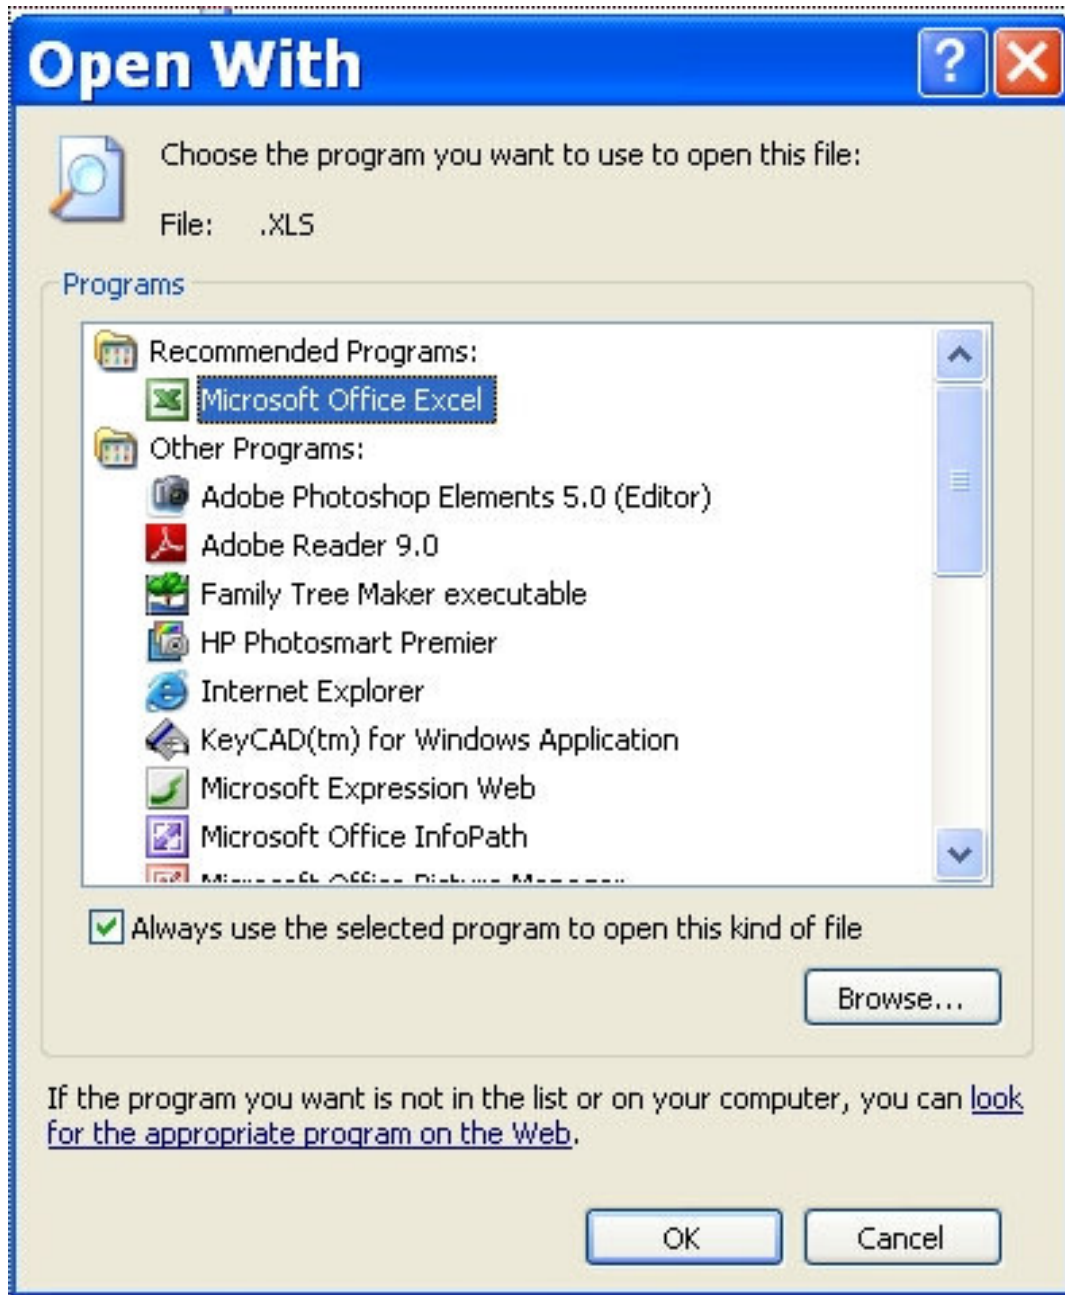 Open With
?
Choose the program you want to use to open this file:
File: .XLS
Programs
Recommended Programs:
Microsoft Office Excel
Other Programs:
Adobe Photoshop Elements 5.0 (Editor)
Adobe Reader 9.0
Family Tree Maker executable
HP Photosmart Premier
Internet Explorer
KeyCAD(tm) for Windows Application
Microsoft Expression Web
Microsoft Office InfoPath
Microsoft Office Picture Manager
Always use the selected program to open this kind of file
Browse...
If the program you want is not in the list or on your computer, you can look
for the appropriate program on the Web.
OK Cancel